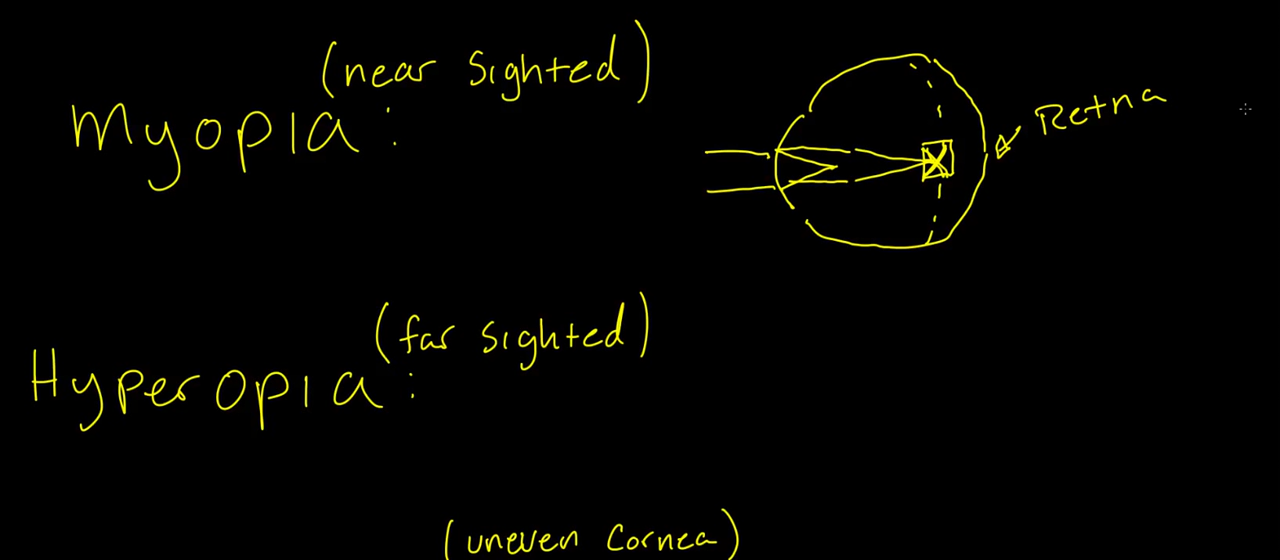 (near sighted)
Myopia:
Retna
(far sighted)
Hyperopia:
(uneven Cornea)